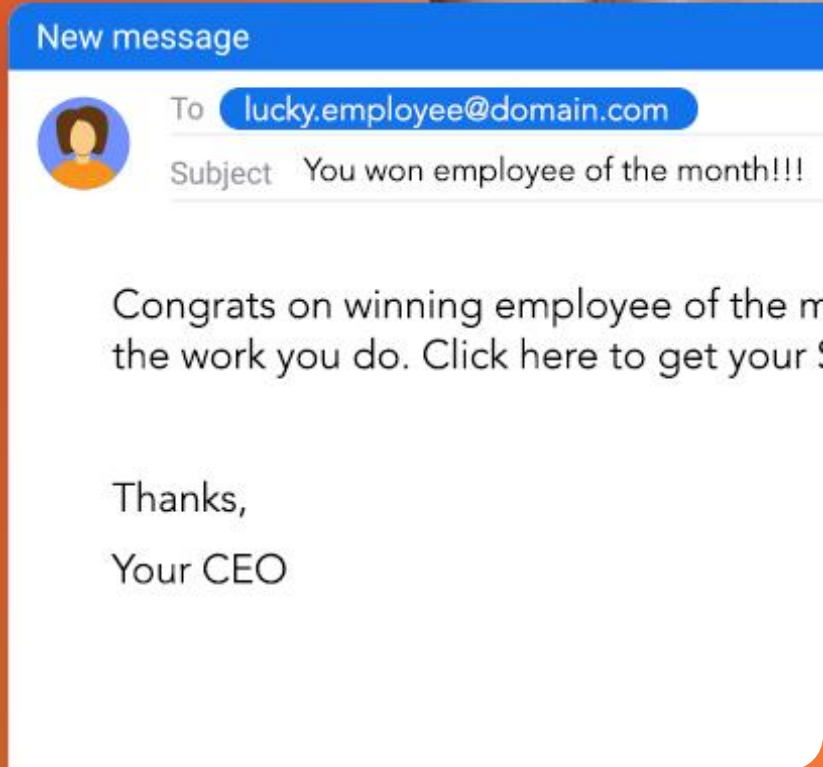 New message
To lucky.employee@domain.com
Subject You won employee of the month!!!
Congrats on winning employee of the
the work you do. Click here to get your
Thanks,
Your CEO